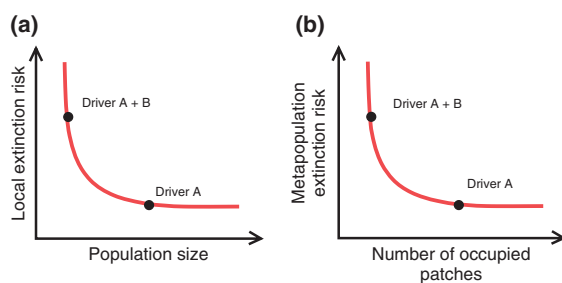 (a)
Local extinction risk
Driver A + B
Driver A
Population size
(b)
Metapopulation
extinction risk
Driver A + B
Driver A
Number of occupied
patches